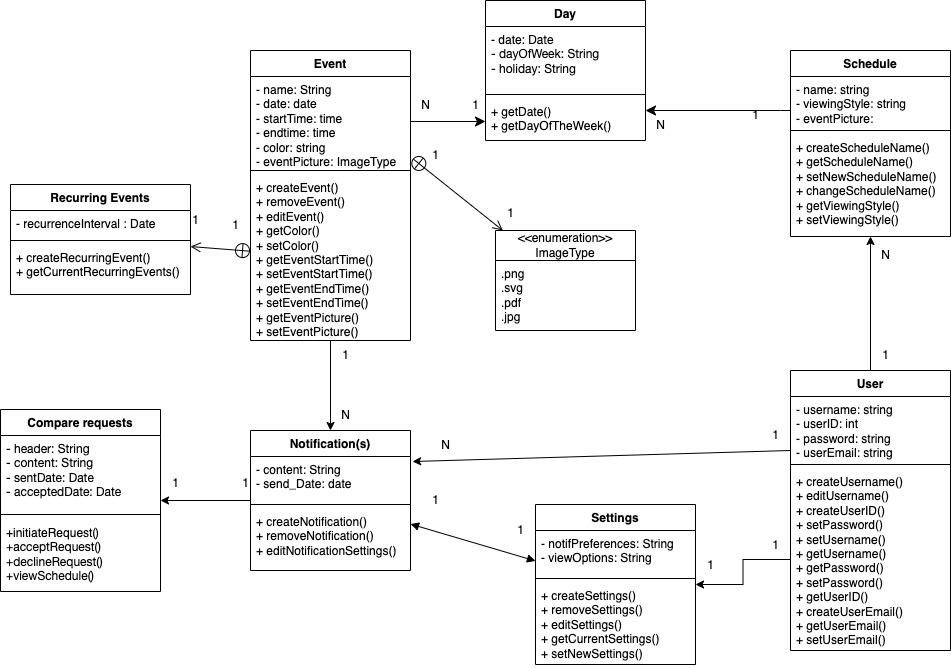 Day
- date: Date
- dayOfWeek: String
- holiday: String
+ getDate()
+ getDayOfTheWeek()
Event
- name: String
- date: date
- startTime: time
- endtime: time
- color: string
- eventPicture: ImageType
+ createEvent()
+ removeEvent()
+ editEvent()
+ getColor()
+ setColor()
+ getEventStartTime()
+ setEventStartTime()
+ getEventEndTime()
+ setEventEndTime()
+ getEventPicture()
+ setEventPicture()
N
1
1
N
Schedule
- name: string
- viewingStyle: string
- eventPicture:
+ createScheduleName()
+ getScheduleName()
+ setNewScheduleName()
+ changeScheduleName()
+ getViewingStyle()
+ setViewingStyle()
1
1
<<enumeration>>
ImageType
.png
.svg
.pdf
.jpg
Recurring Events
- recurrenceInterval : Date
+ createRecurringEvent()
+ getCurrentRecurringEvents()
1
1
N
1
1
N
User
- username: string
- userID: int
- password: string
- userEmail: string
+ createUsername()
+ editUsername()
+ createUserID()
+ setPassword()
+ setUsername()
+ getUsername()
+ getPassword()
+ setPassword()
+ getUserID()
+ createUserEmail()
+ getUserEmail()
+ setUserEmail()
Compare requests
- header: String
- content: String
- sentDate: Date
- acceptedDate: Date
+initiateRequest()
+acceptRequest()
+declineRequest()
+viewSchedule()
1
1
Notification(s)
- content: String
- send_Date: date
+ createNotification()
+ removeNotification()
+ editNotificationSettings()
N
1
1
1
Settings
- notifPreferences: String
- viewOptions: String
+ createSettings()
+ removeSettings()
+ editSettings()
+ getCurrentSettings()
+ setNewSettings()
1
1